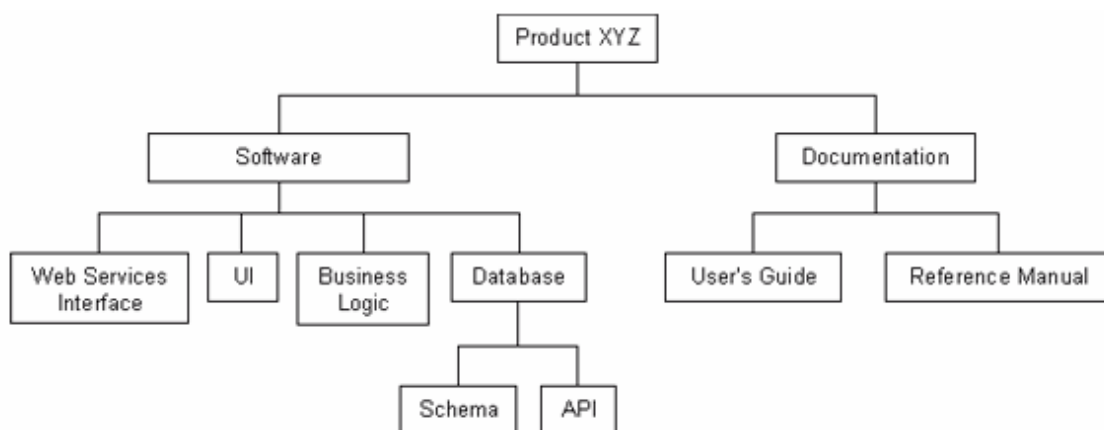 Product XYZ
Software
Documentation
Web Services
Interface
UI
Business
Logic
Database
User's Guide
Reference Manual
Schema
API